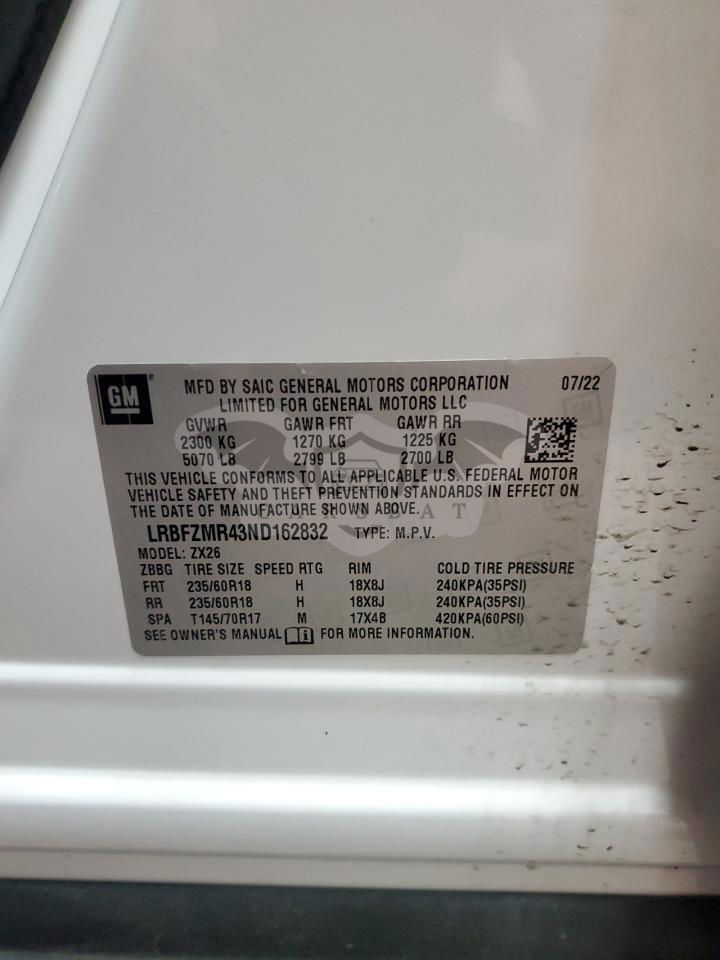 GM
MFD BY SAIC GENERAL MOTORS CORPORATION 07/22
LIMITED FOR GENERAL MOTORS LLC
GVWR GAWR FRT GAWR RR
2300 KG 1270 KG 1225 KG
5070 LB 2799 LB 2700 LB
THIS VEHICLE CONFORMS TO ALL APPLICABLE U.S. FEDERAL MOTOR
VEHICLE SAFETY AND THEFT PREVENTION STANDARDS IN EFFECT ON
THE DATE OF MANUFACTURE SHOWN ABOVE.
LRBFZMR43ND162832 TYPE: M.P.V.
MODEL: ZX26
ZBBG TIRE SIZE SPEED RTG RIM COLD TIRE PRESSURE
FRT 235/60R18 H 18X8J 240KPA(35PSI)
RR 235/60R18 H 18X8J 240KPA(35PSI)
SPA T145/70R17 M 17X4B 420KPA(60PSI)
SEE OWNER'S MANUAL FOR MORE INFORMATION.